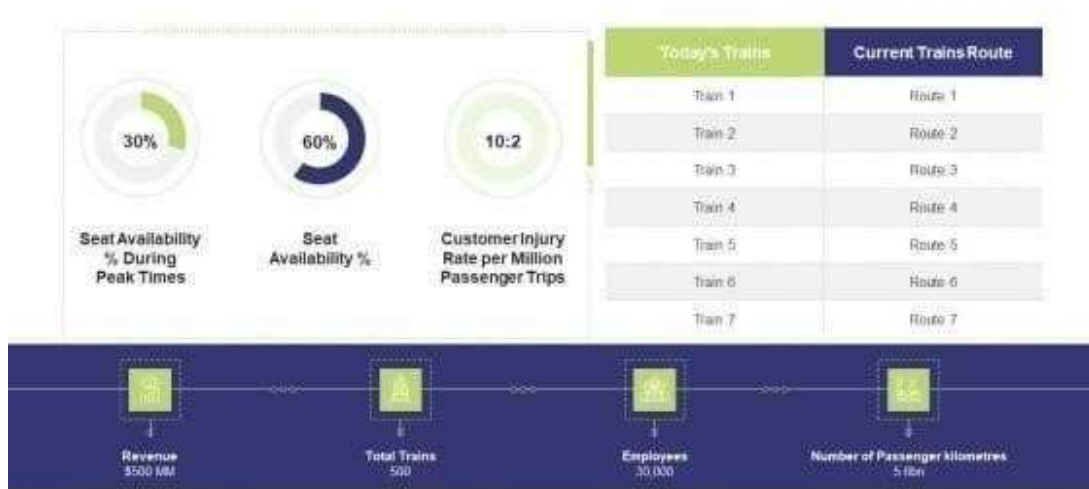 30%
60%
10:2
Seat Availability
% During
Peak Times
Seat
Availability %
Customer Injury
Rate per Million
Passenger Trips
Today's Trains
Current Trains Route
Train 1
Route 1
Train 2
Route 2
Train 3
Route 3
Train 4
Route 4
Train 5
Route 5
Train 6
Route 6
Train 7
Route 7
Revenue
$500 MM
Total Trains
500
Employees
30,000
Number of Passenger kilometres